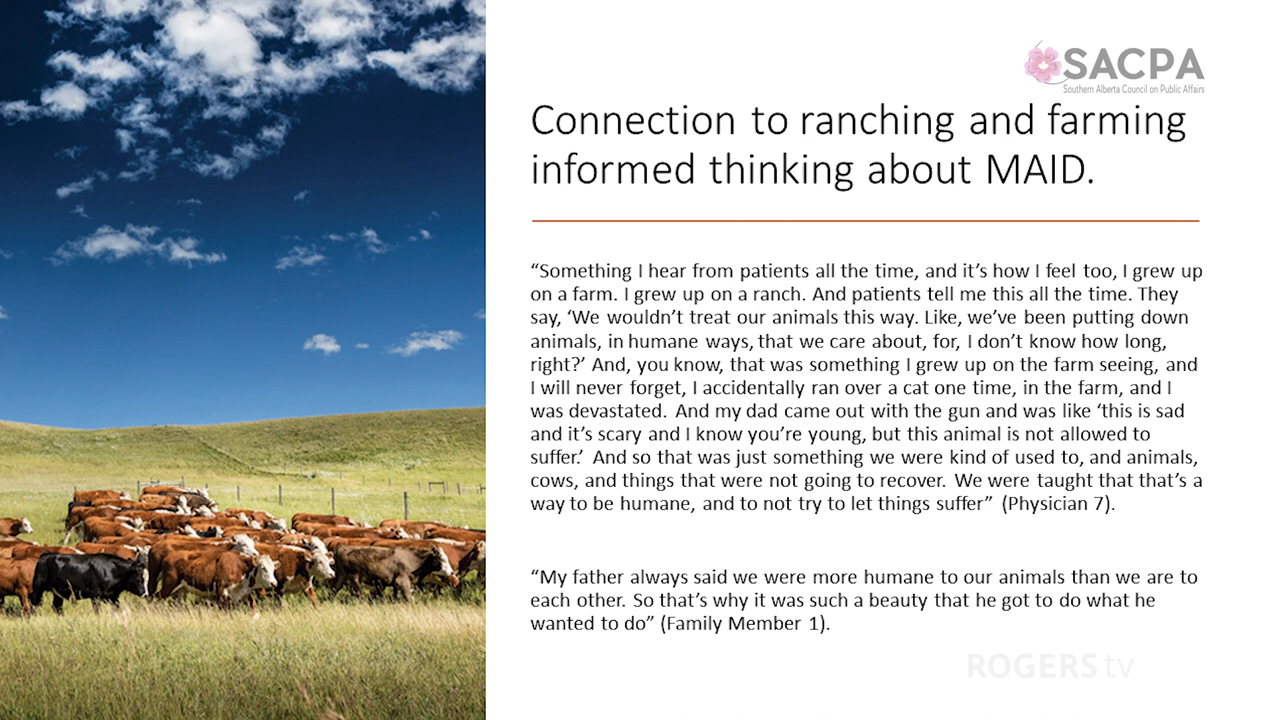 SACPA
Southern Alberta Council on Public Affairs
Connection to ranching and farming
informed thinking about MAID.
“Something I hear from patients all the time, and it’s how I feel too, I grew up
on a farm. I grew up on a ranch. And patients tell me this all the time. They
say, ‘We wouldn’t treat our animals this way. Like, we’ve been putting down
animals, in humane ways, that we care about, for, I don’t know how long,
right?’ And, you know, that was something I grew up on the farm seeing, and
I will never forget, I accidentally ran over a cat one time, in the farm, and I
was devastated. And my dad came out with the gun and was like ‘this is sad
and it’s scary and I know you’re young, but this animal is not allowed to
suffer.’ And so that was just something we were kind of used to, and animals,
cows, and things that were not going to recover. We were taught that that’s a
way to be humane, and to not try to let things suffer” (Physician 7).
“My father always said we were more humane to our animals than we are to
each other. So that’s why it was such a beauty that he got to do what he
wanted to do” (Family Member 1).
ROGERS tv